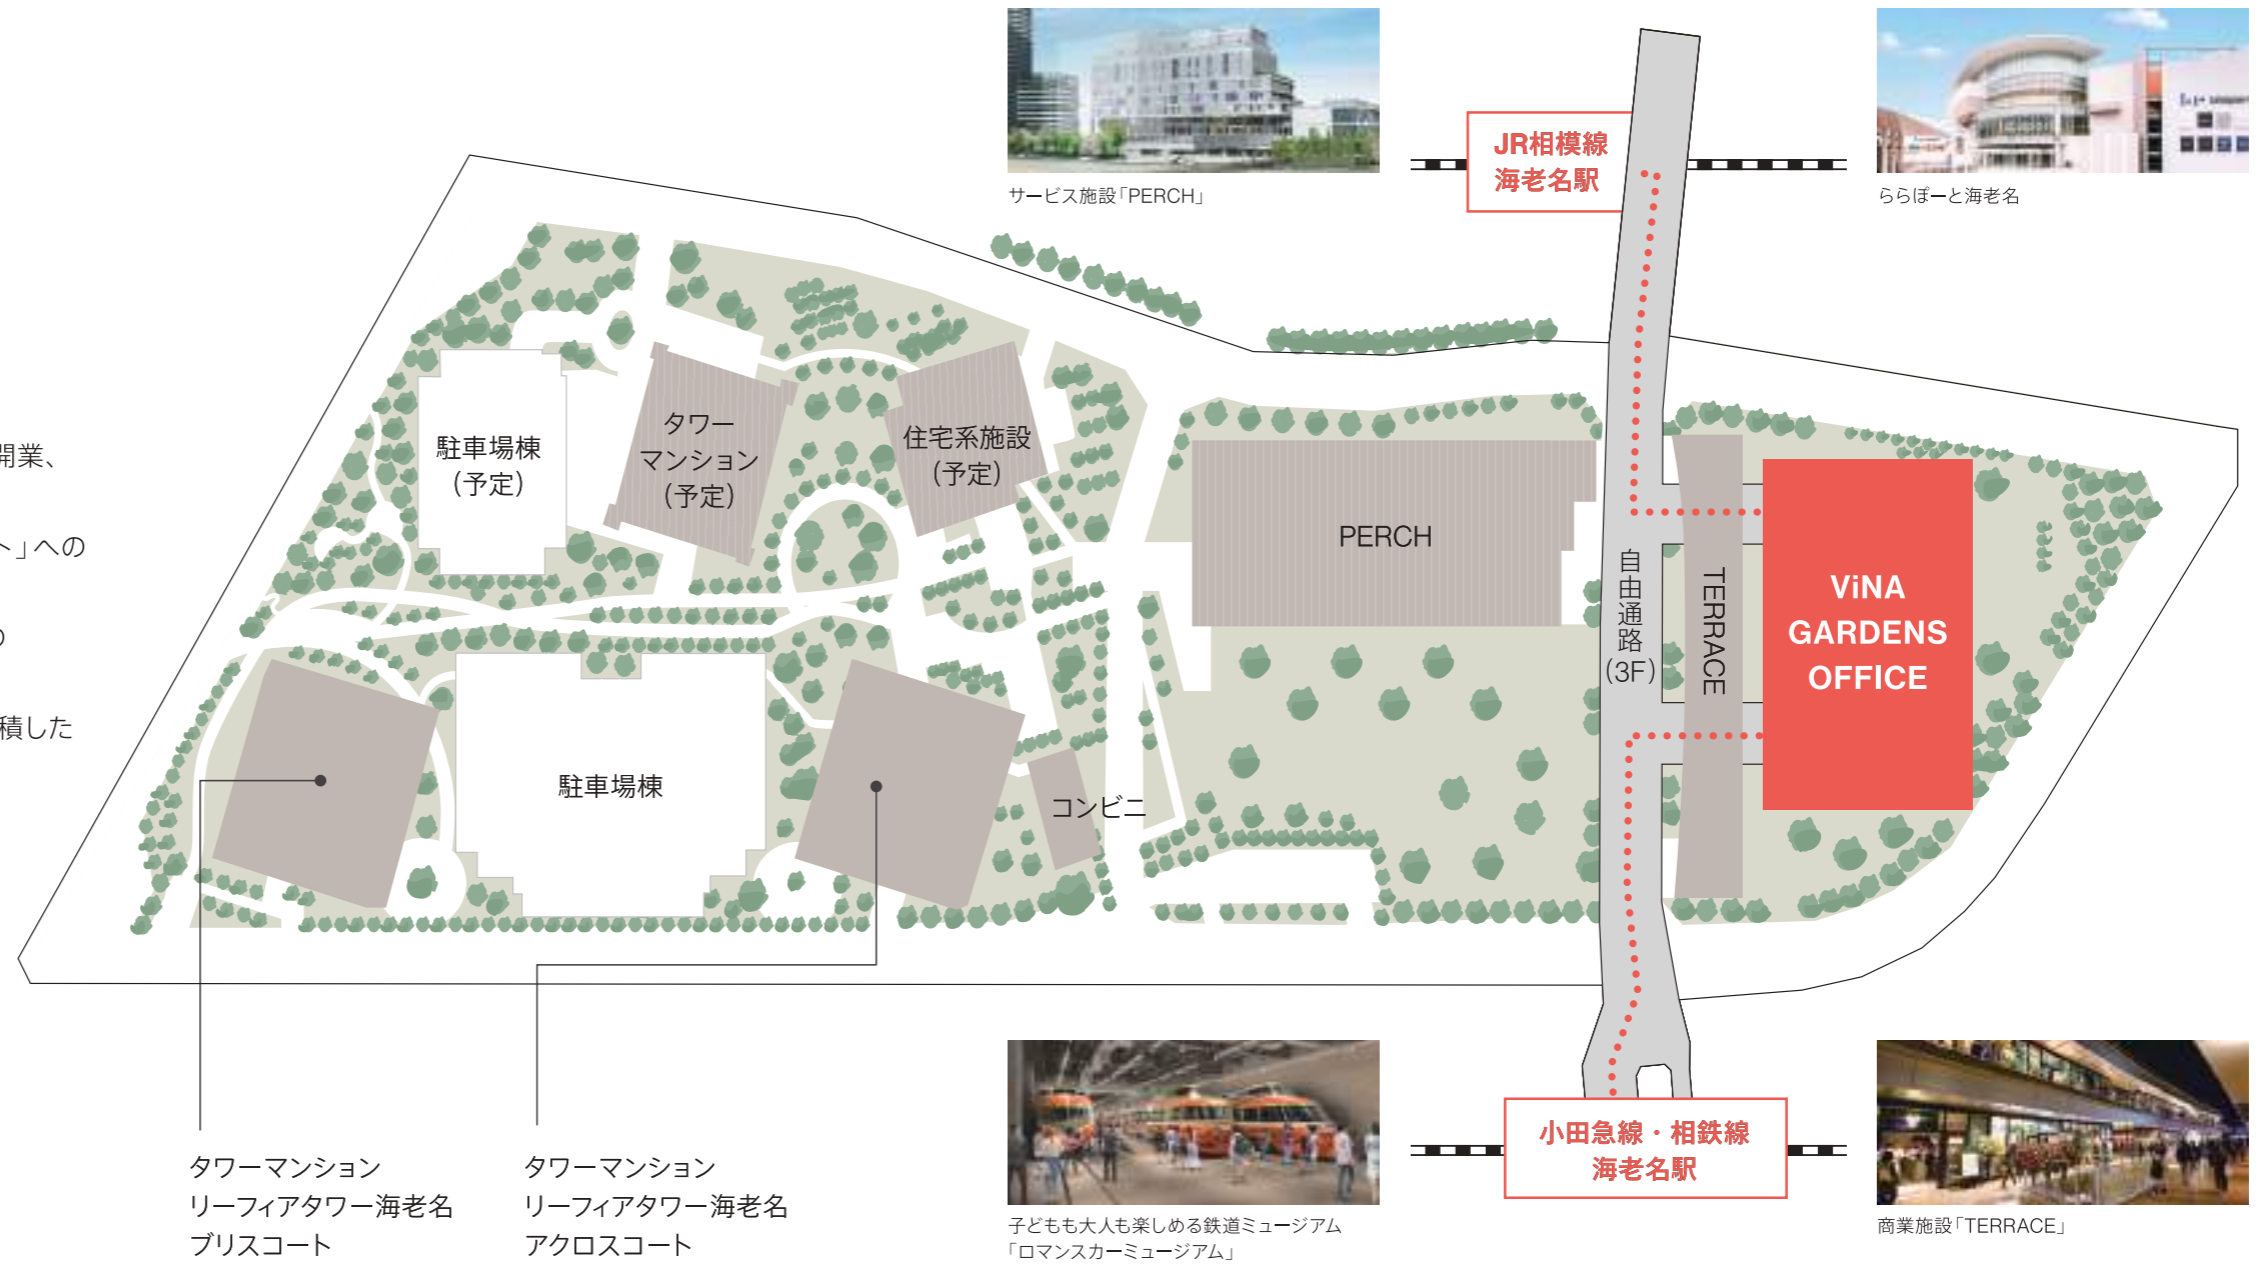 開業、
ト」への
の
積した
サービス施設「PERCH」
JR相模線
海老名駅
ららぽーと海老名
駐車場棟
(予定)
タワー
マンション
(予定)
住宅系施設
(予定)
PERCH
自由通路
(3F)
TERRACE
ViNA
GARDENS
OFFICE
駐車場棟
コンビニ
タワーマンション
リーフィアタワー海老名
ブリスコート
タワーマンション
リーフィアタワー海老名
アクロスコート
子どもも大人も楽しめる鉄道ミュージアム
「ロマンスカーミュージアム」
小田急線・相鉄線
海老名駅
商業施設「TERRACE」